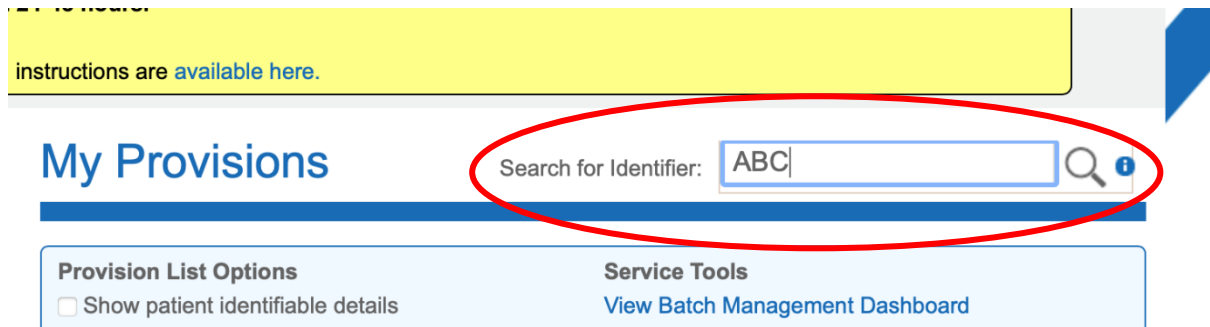 instructions are available here.
My Provisions
Search for Identifier: ABC
Provision List Options
Service Tools
Show patient identifiable details
View Batch Management Dashboard